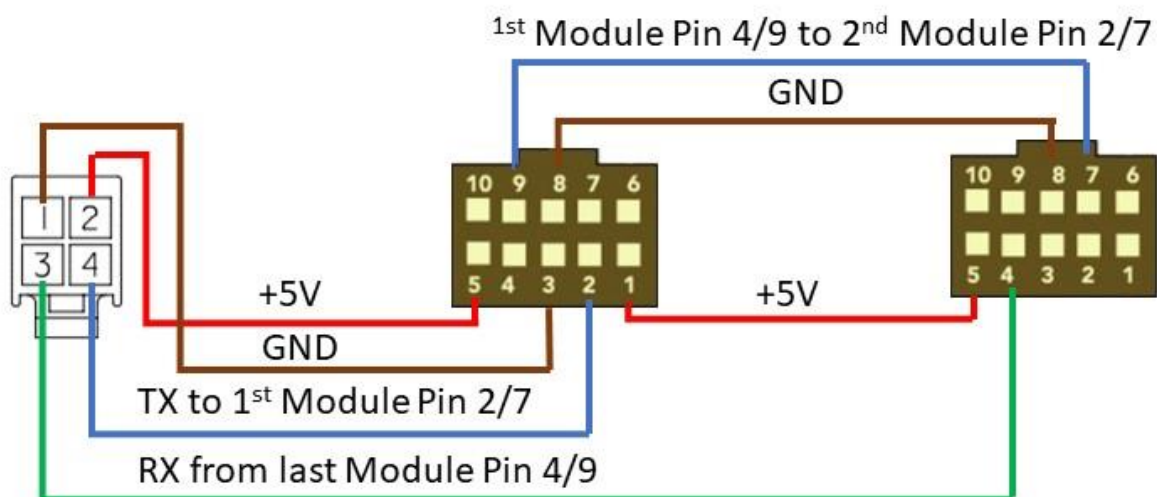 1st Module Pin 4/9 to 2nd Module Pin 2/7
GND
1 2
3 4
10 9 8 7 6
5 4 3 2 1
10 9 8 7 6
5 4 3 2 1
+5V
+5V
GND
TX to 1st Module Pin 2/7
RX from last Module Pin 4/9